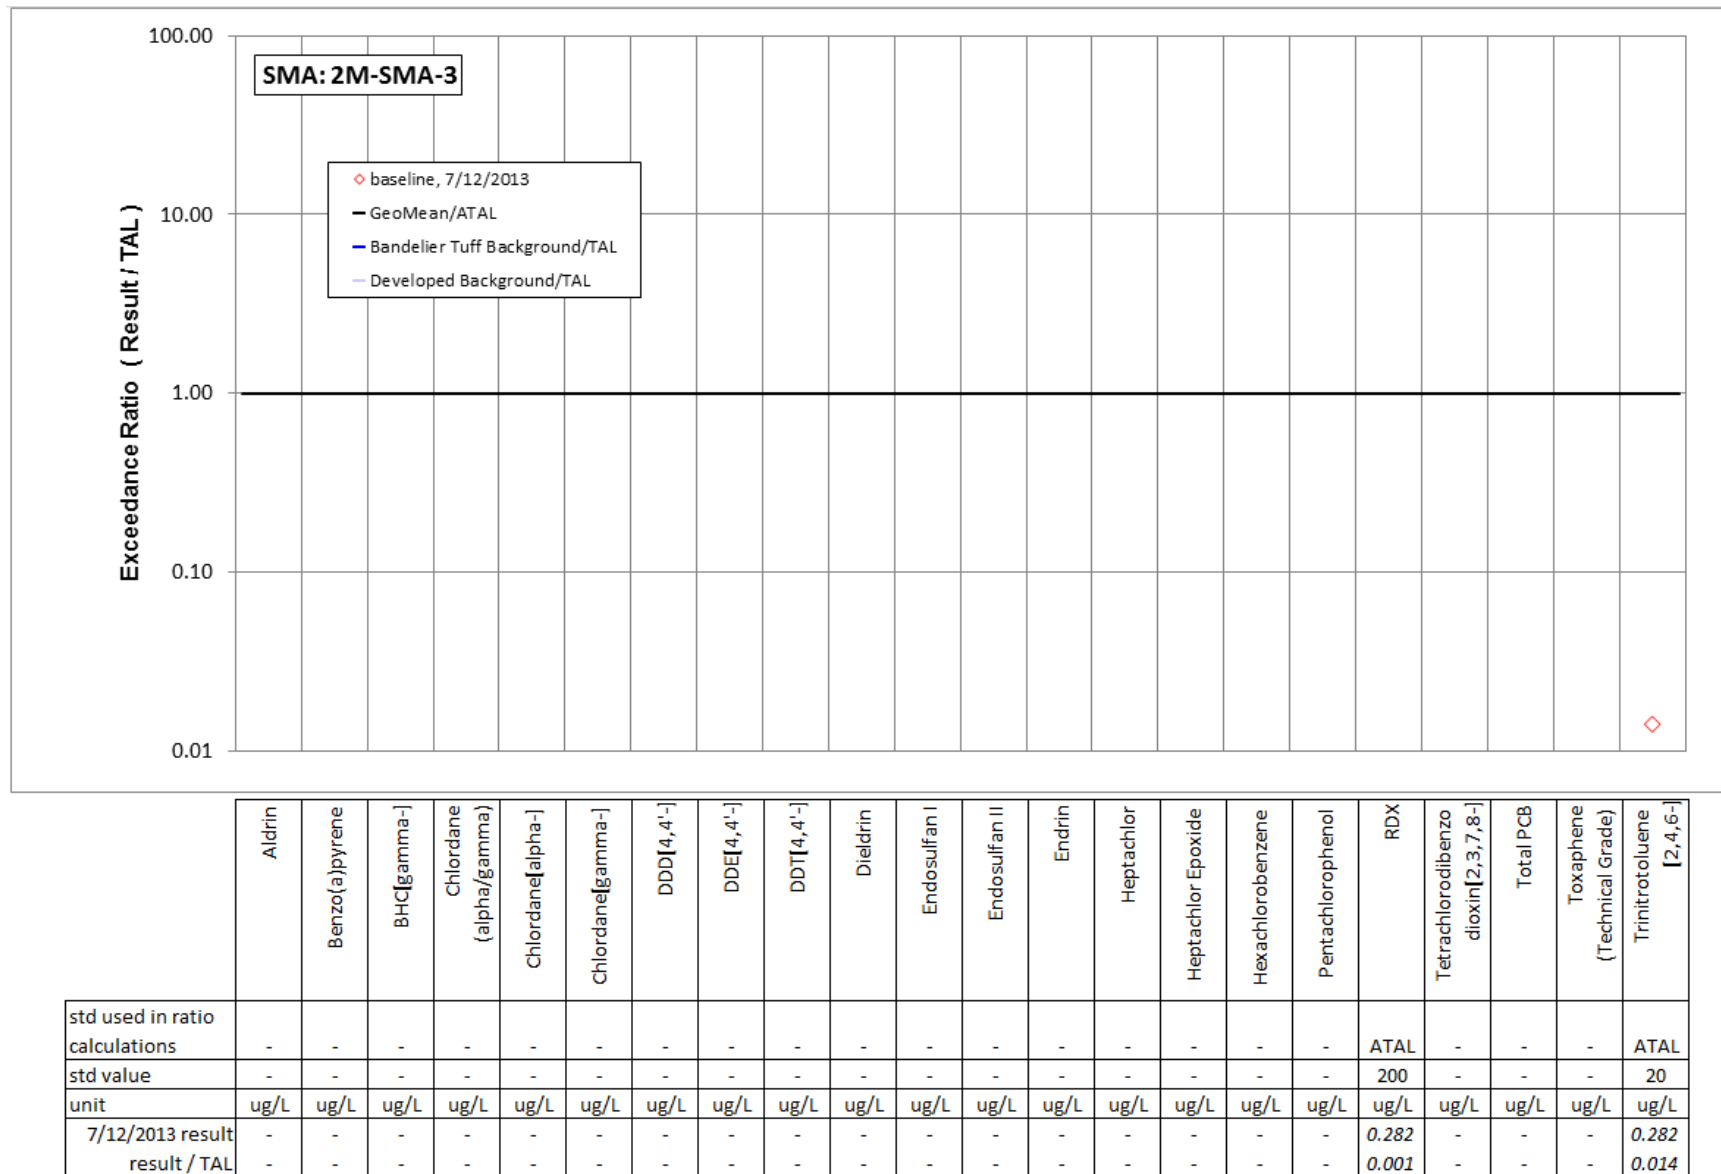 100.00
SMA: 2M-SMA-3
baseline, 7/12/2013
GeoMean/ATAL
Bandelier Tuff Background/TAL
Developed Background/TAL
10.00
1.00
0.10
0.01
Exceedance Ratio ( Result / TAL )
Aldrin
Benzo(a)pyrene
BHC[gamma-]
Chlordane
(alpha/gamma)
Chlordane[alpha-]
Chlordane[gamma-]
DDD[4,4'-]
DDE[4,4'-]
DDT[4,4'-]
Dieldrin
Endosulfan I
Endosulfan II
Endrin
Heptachlor
Heptachlor Epoxide
Hexachlorobenzene
Pentachlorophenol
RDX
Tetrachlorodibenzo
dioxin[2,3,7,8-]
Total PCB
Toxaphene
(Technical Grade)
Trinitrotoluene
[2,4,6-]
std used in ratio
calculations - - - - - - - - - - - - - - - - - ATAL - - - ATAL
std value - - - - - - - - - - - - - - - - - 200 - - - 20
unit ug/L ug/L ug/L ug/L ug/L ug/L ug/L ug/L ug/L ug/L ug/L ug/L ug/L ug/L ug/L ug/L ug/L ug/L ug/L ug/L ug/L ug/L
7/12/2013 result - - - - - - - - - - - - - - - - - 0.282 - - - 0.282
result / TAL - - - - - - - - - - - - - - - - - 0.001 - - - 0.014